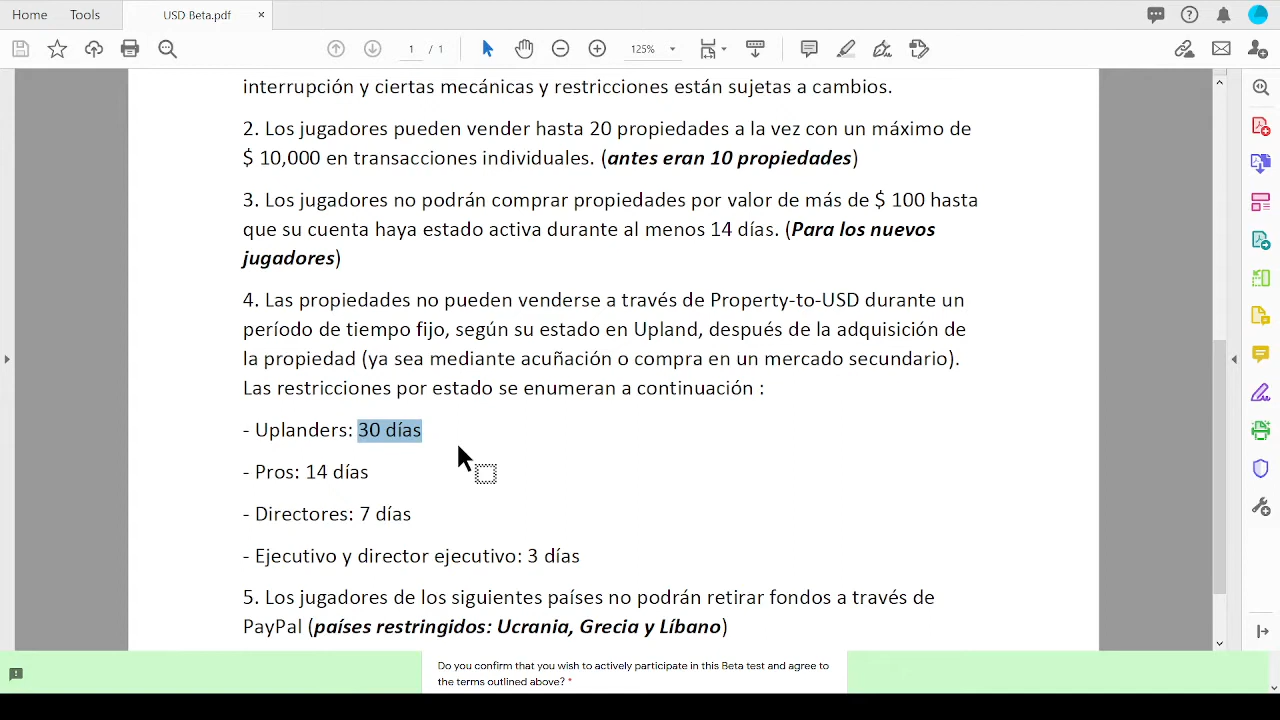 Home
Tools
USD Beta.pdf
×
1 / 1
125%
interrupción y ciertas mecánicas y restricciones están sujetas a cambios.
2. Los jugadores pueden vender hasta 20 propiedades a la vez con un máximo de
$ 10,000 en transacciones individuales. (antes eran 10 propiedades)
3. Los jugadores no podrán comprar propiedades por valor de más de $ 100 hasta
que su cuenta haya estado activa durante al menos 14 días. (Para los nuevos
jugadores)
4. Las propiedades no pueden venderse a través de Property-to-USD durante un
período de tiempo fijo, según su estado en Upland, después de la adquisición de
la propiedad (ya sea mediante acuñación o compra en un mercado secundario).
Las restricciones por estado se enumeran a continuación :
- Uplanders: 30 días
- Pros: 14 días
- Directores: 7 días
- Ejecutivo y director ejecutivo: 3 días
5. Los jugadores de los siguientes países no podrán retirar fondos a través de
PayPal (países restringidos: Ucrania, Grecia y Líbano)
Do you confirm that you wish to actively participate in this Beta test and agree to
the terms outlined above? *